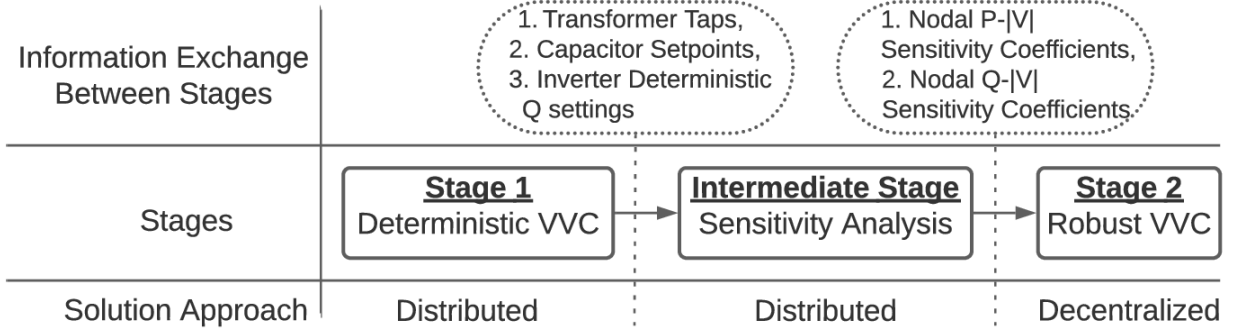 Information Exchange
Between Stages
1. Transformer Taps,
2. Capacitor Setpoints,
3. Inverter Deterministic
Q settings
1. Nodal P-|V|
Sensitivity Coefficients,
2. Nodal Q-|V|
Sensitivity Coefficients
Stages
Stage 1
Deterministic VVC
Intermediate Stage
Sensitivity Analysis
Stage 2
Robust VVC
Solution Approach
Distributed
Distributed
Decentralized